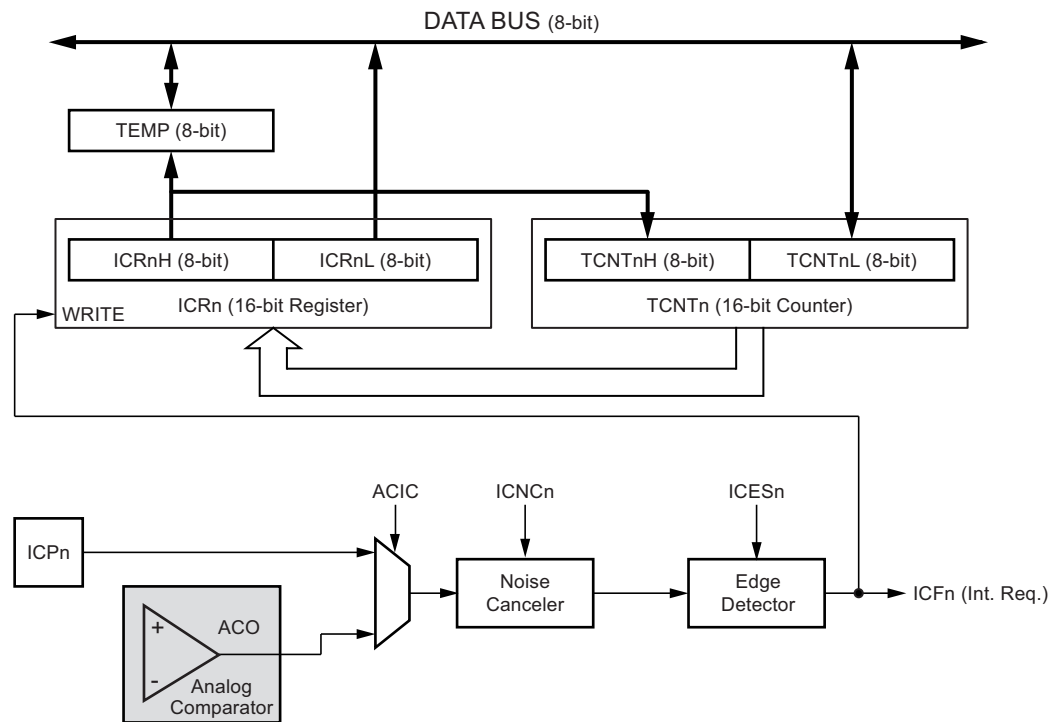 DATA BUS (8-bit)
TEMP (8-bit)
ICRnH (8-bit)
ICRnL (8-bit)
TCNTnH (8-bit)
TCNTnL (8-bit)
WRITE
ICRn (16-bit Register)
TCNTn (16-bit Counter)
ACIC
ICNCn
ICESn
ICPn
Noise
Canceler
Edge
Detector
ICFn (Int. Req.)
+
ACO
-
Analog
Comparator